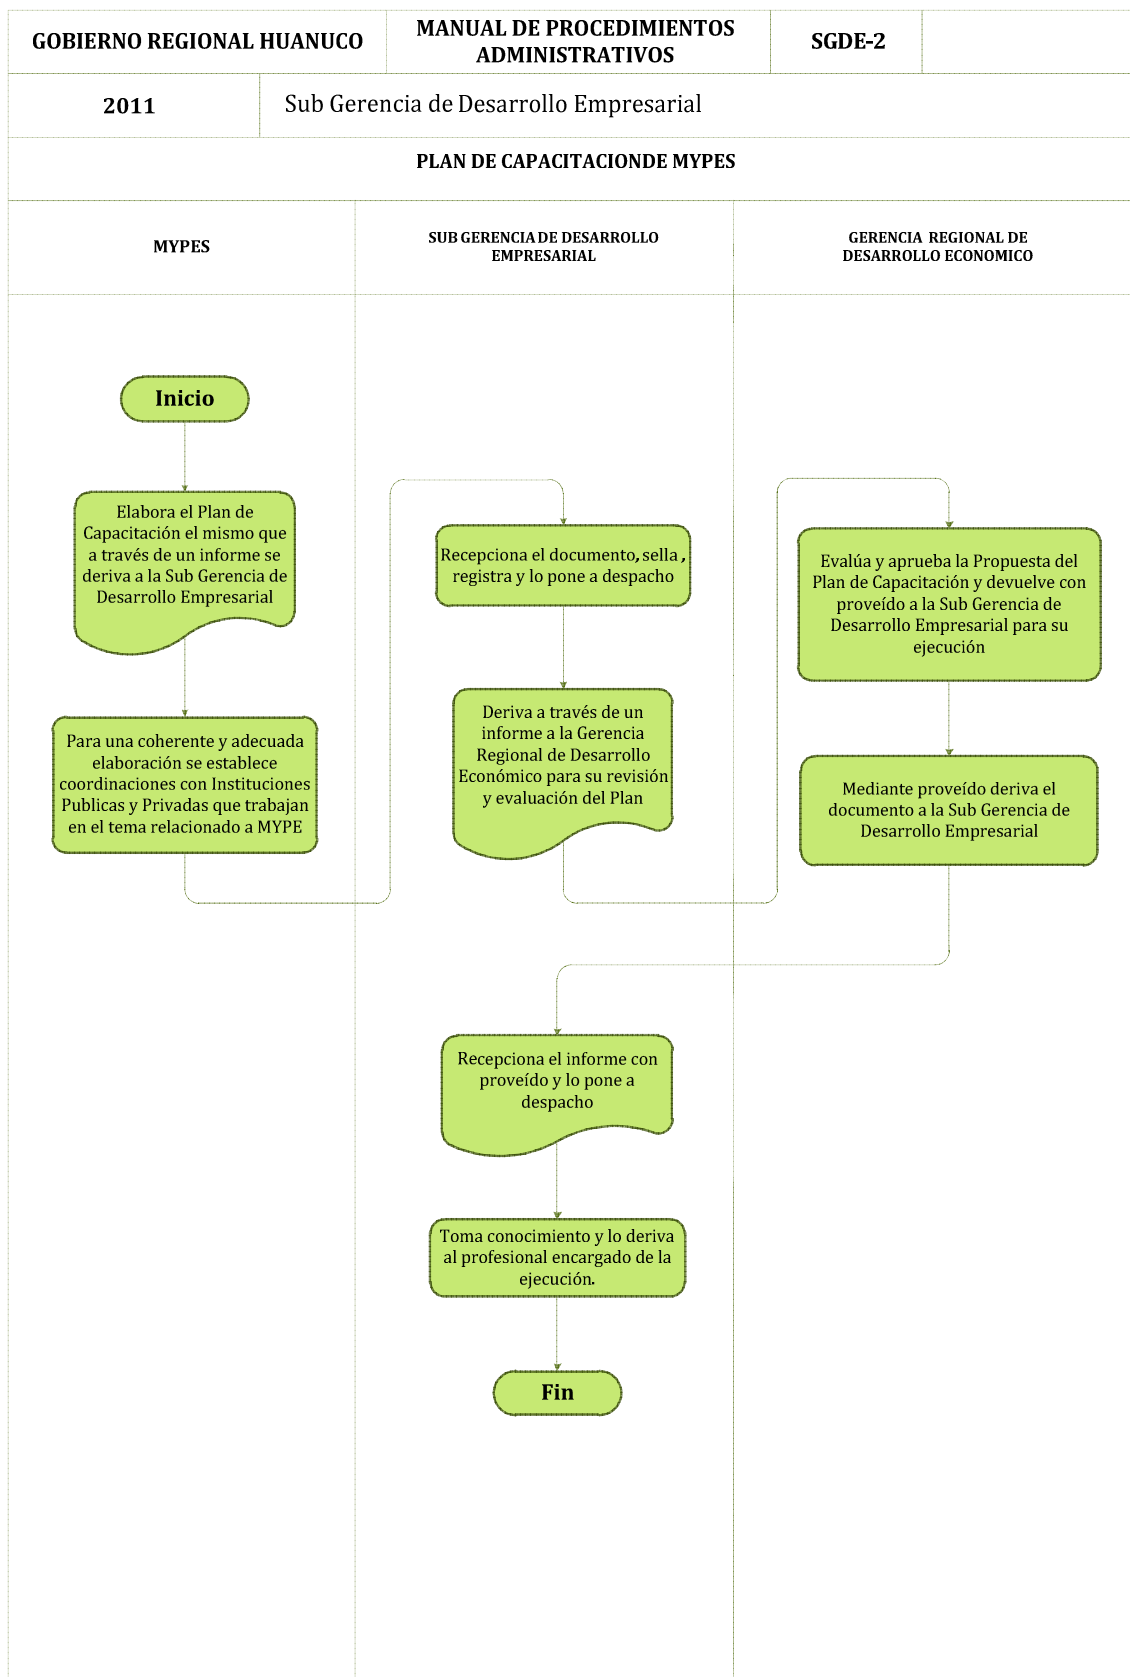 GOBIERNO REGIONAL HUANUCO
MANUAL DE PROCEDIMIENTOS
ADMINISTRATIVOS
SGDE-2
2011
Sub Gerencia de Desarrollo Empresarial
PLAN DE CAPACITACIONDE MYPES
MYPES
SUB GERENCIA DE DESARROLLO
EMPRESARIAL
GERENCIA REGIONAL DE
DESARROLLO ECONOMICO
Inicio
Elabora el Plan de
Capacitación el mismo que
a través de un informe se
deriva a la Sub Gerencia de
Desarrollo Empresarial
Para una coherente y adecuada
elaboración se establece
coordinaciones con Instituciones
Publicas y Privadas que trabajan
en el tema relacionado a MYPE
Recepciona el documento, sella ,
registra y lo pone a despacho
Deriva a través de un
informe a la Gerencia
Regional de Desarrollo
Económico para su revisión
y evaluación del Plan
Evalúa y aprueba la Propuesta del
Plan de Capacitación y devuelve con
proveído a la Sub Gerencia de
Desarrollo Empresarial para su
ejecución
Mediante proveído deriva el
documento a la Sub Gerencia de
Desarrollo Empresarial
Recepciona el informe con
proveído y lo pone a
despacho
Toma conocimiento y lo deriva
al profesional encargado de la
ejecución.
Fin